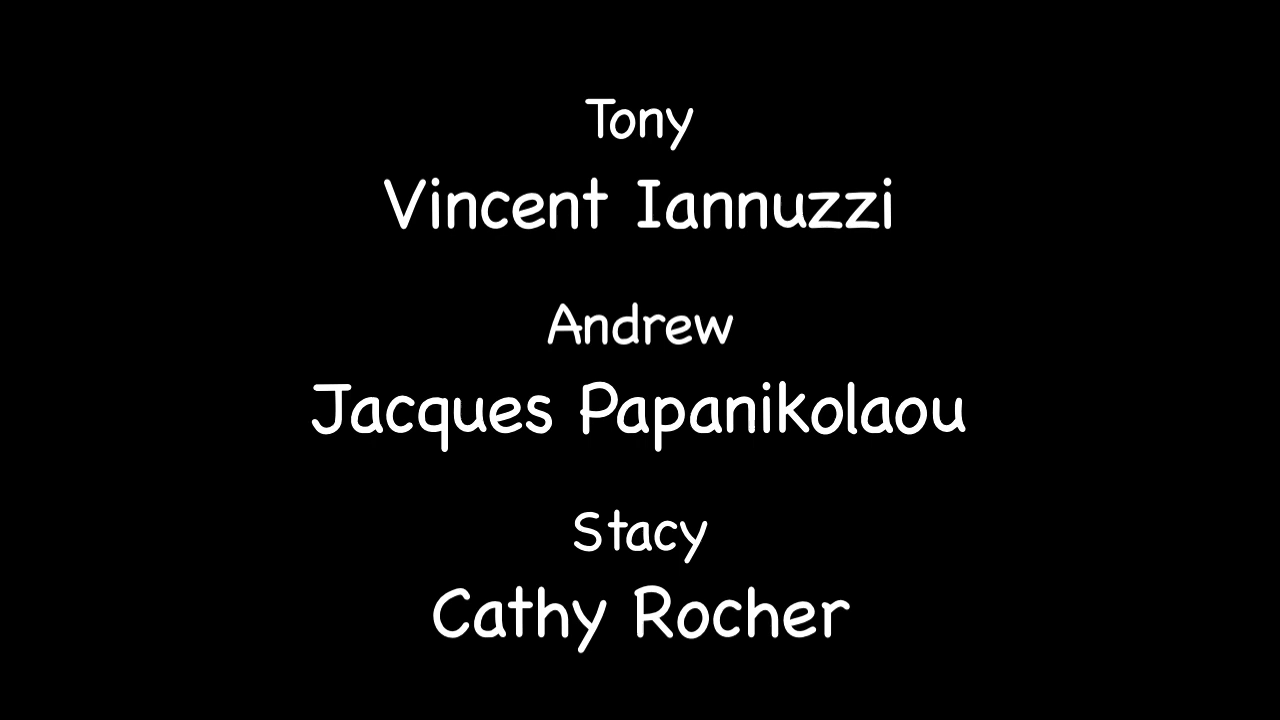 Tony
Vincent Iannuzzi
Andrew
Jacques Papanikolaou
Stacy
Cathy Rocher